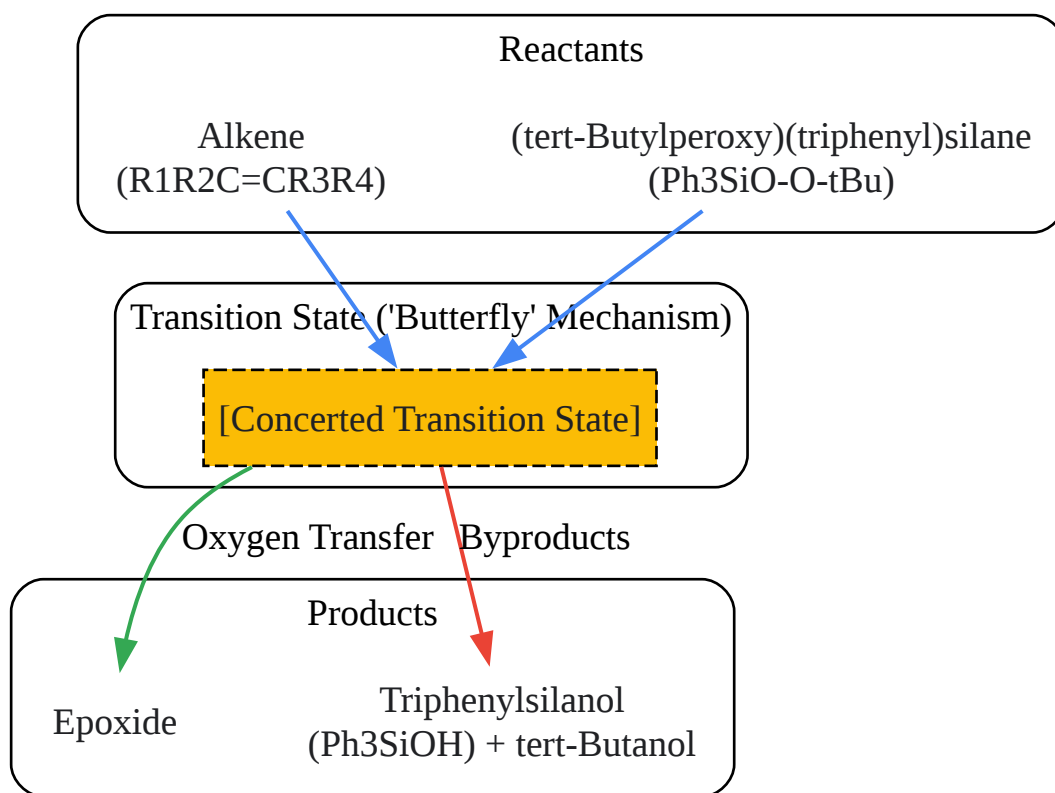 Reactants
Alkene
(R1R2C=CR3R4)
(tert-Butylperoxy)(triphenyl)silane
(Ph3SiO-O-tBu)
Transition State ('Butterfly' Mechanism)
[Concerted Transition State]
Oxygen Transfer
Byproducts
Products
Epoxide
Triphenylsilanol
(Ph3SiOH) + tert-Butanol